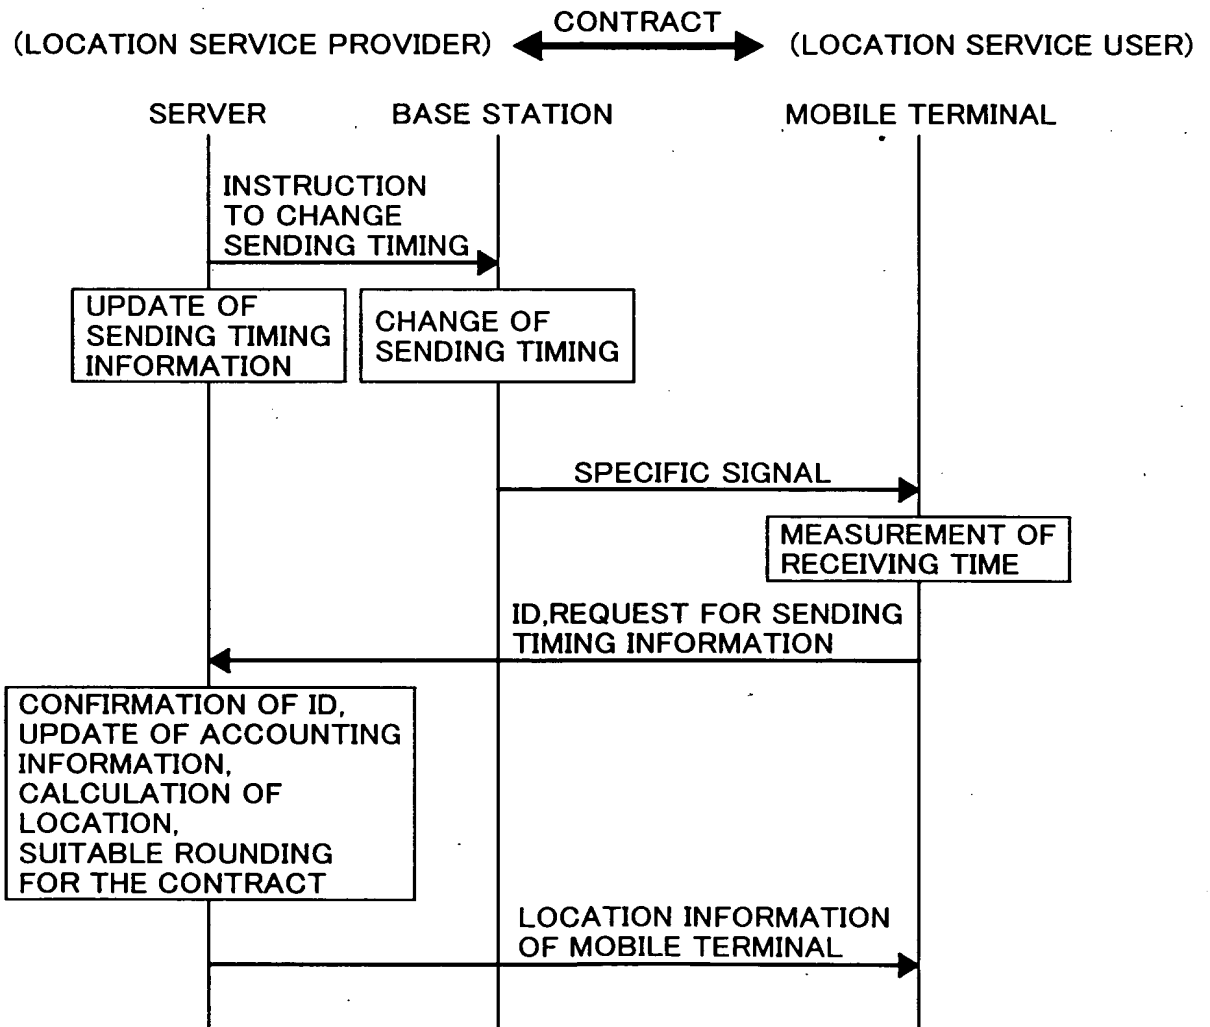 CONTRACT
(LOCATION SERVICE PROVIDER)
(LOCATION SERVICE USER)
SERVER
BASE STATION
MOBILE TERMINAL
INSTRUCTION
TO CHANGE
SENDING TIMING
UPDATE OF
SENDING TIMING
INFORMATION
CHANGE OF
SENDING TIMING
SPECIFIC SIGNAL
MEASUREMENT OF
RECEIVING TIME
ID,REQUEST FOR SENDING
TIMING INFORMATION
CONFIRMATION OF ID,
UPDATE OF ACCOUNTING
INFORMATION,
CALCULATION OF
LOCATION,
SUITABLE ROUNDING
FOR THE CONTRACT
LOCATION INFORMATION
OF MOBILE TERMINAL